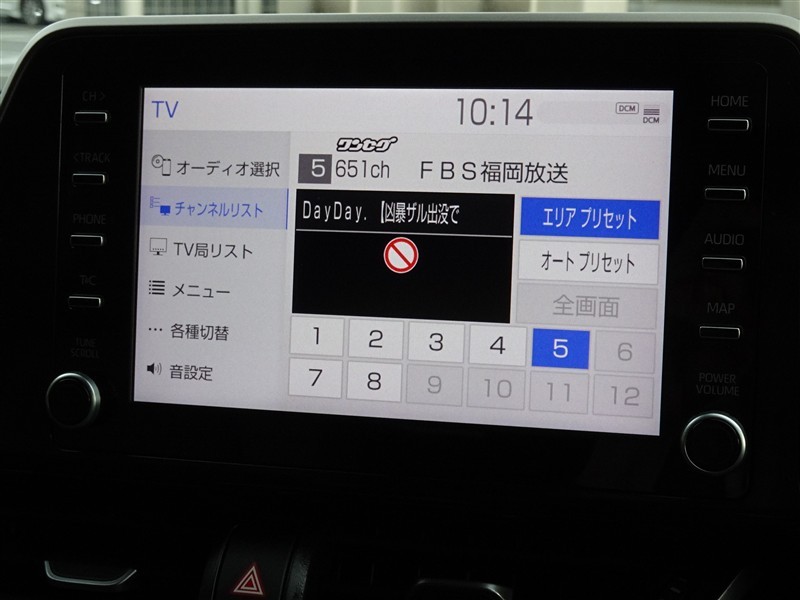 TV
10:14
DCM
DCM
ワンセグ
5 651ch FBS福岡放送
オーディオ選択
チャンネルリスト
TV局リスト
メニュー
各種切替
音設定
DayDay.【凶暴ザル出没で
エリア プリセット
オート プリセット
全画面
1 2 3 4 5 6
7 8 9 10 11 12
CH>
<TRACK
PHONE
T∧C
TUNE
SCROLL
HOME
MENU
AUDIO
MAP
POWER
VOLUME